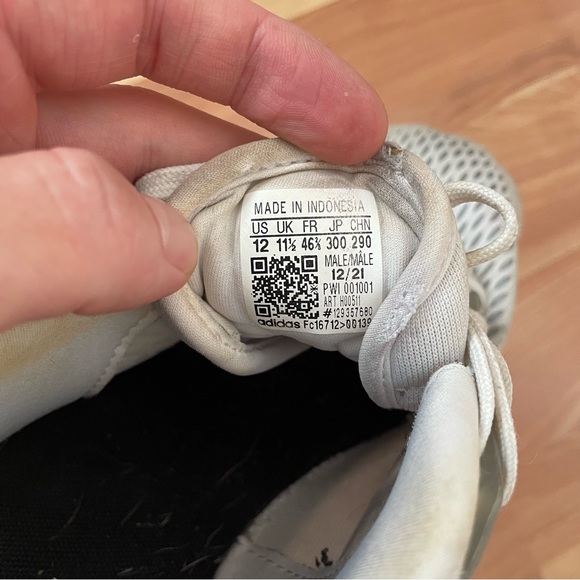 MADE IN INDONESIA
US UK FR JP CHN
12 11½ 46⅔ 300 290
MALE/MÂLE
12/21
PWI 001001
ART H00511
#129357680
adidas Fc16712>00139